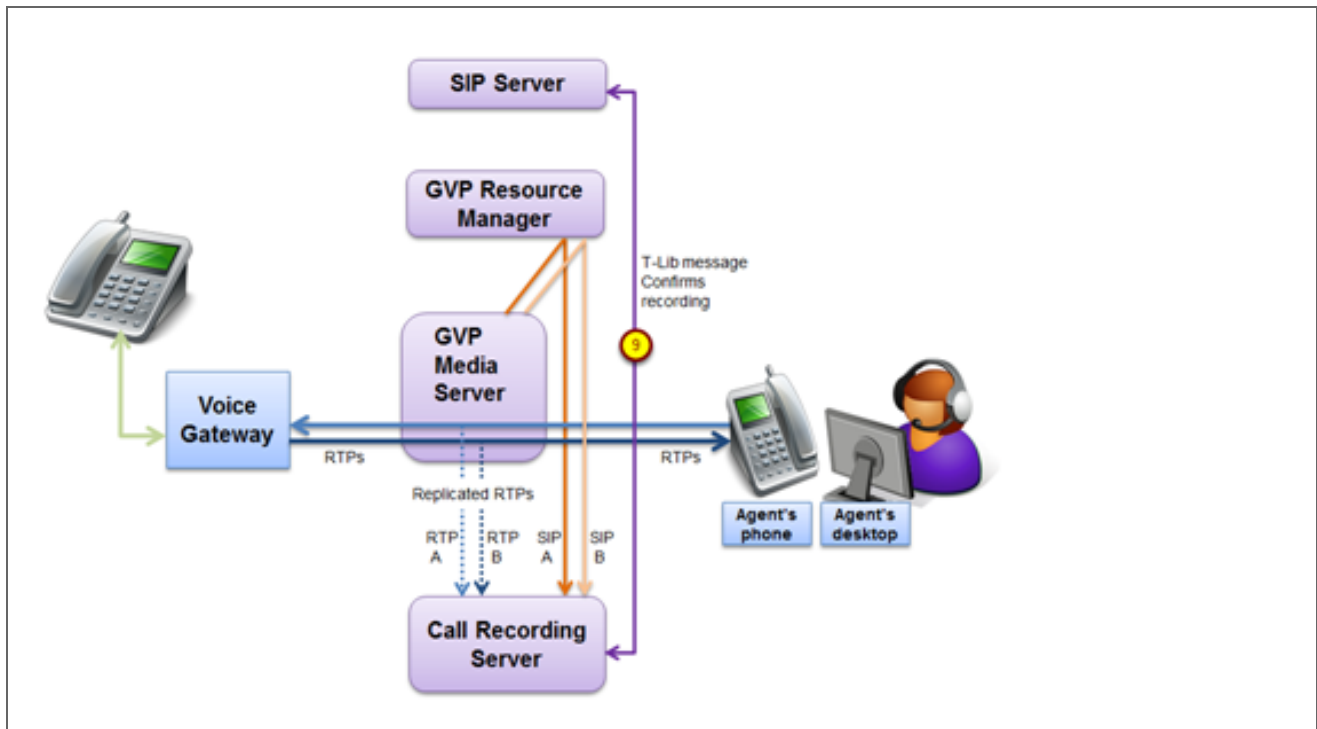 SIP Server
GVP Resource
Manager
T-Lib message
Confirms
recording
9
GVP
Media
Server
Voice
Gateway
RTPs
RTPs
Replicated RTPs
RTP
A
RTP
B
SIP
A
SIP
B
Agent's
phone
Agent's
desktop
Call Recording
Server